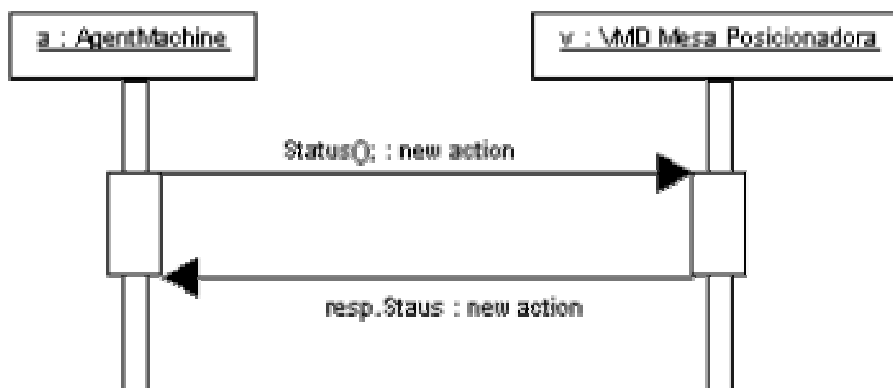 a : AgentMachine
v : VMD Mesa Posicionadora
Status(); : new action
resp.Staus : new action